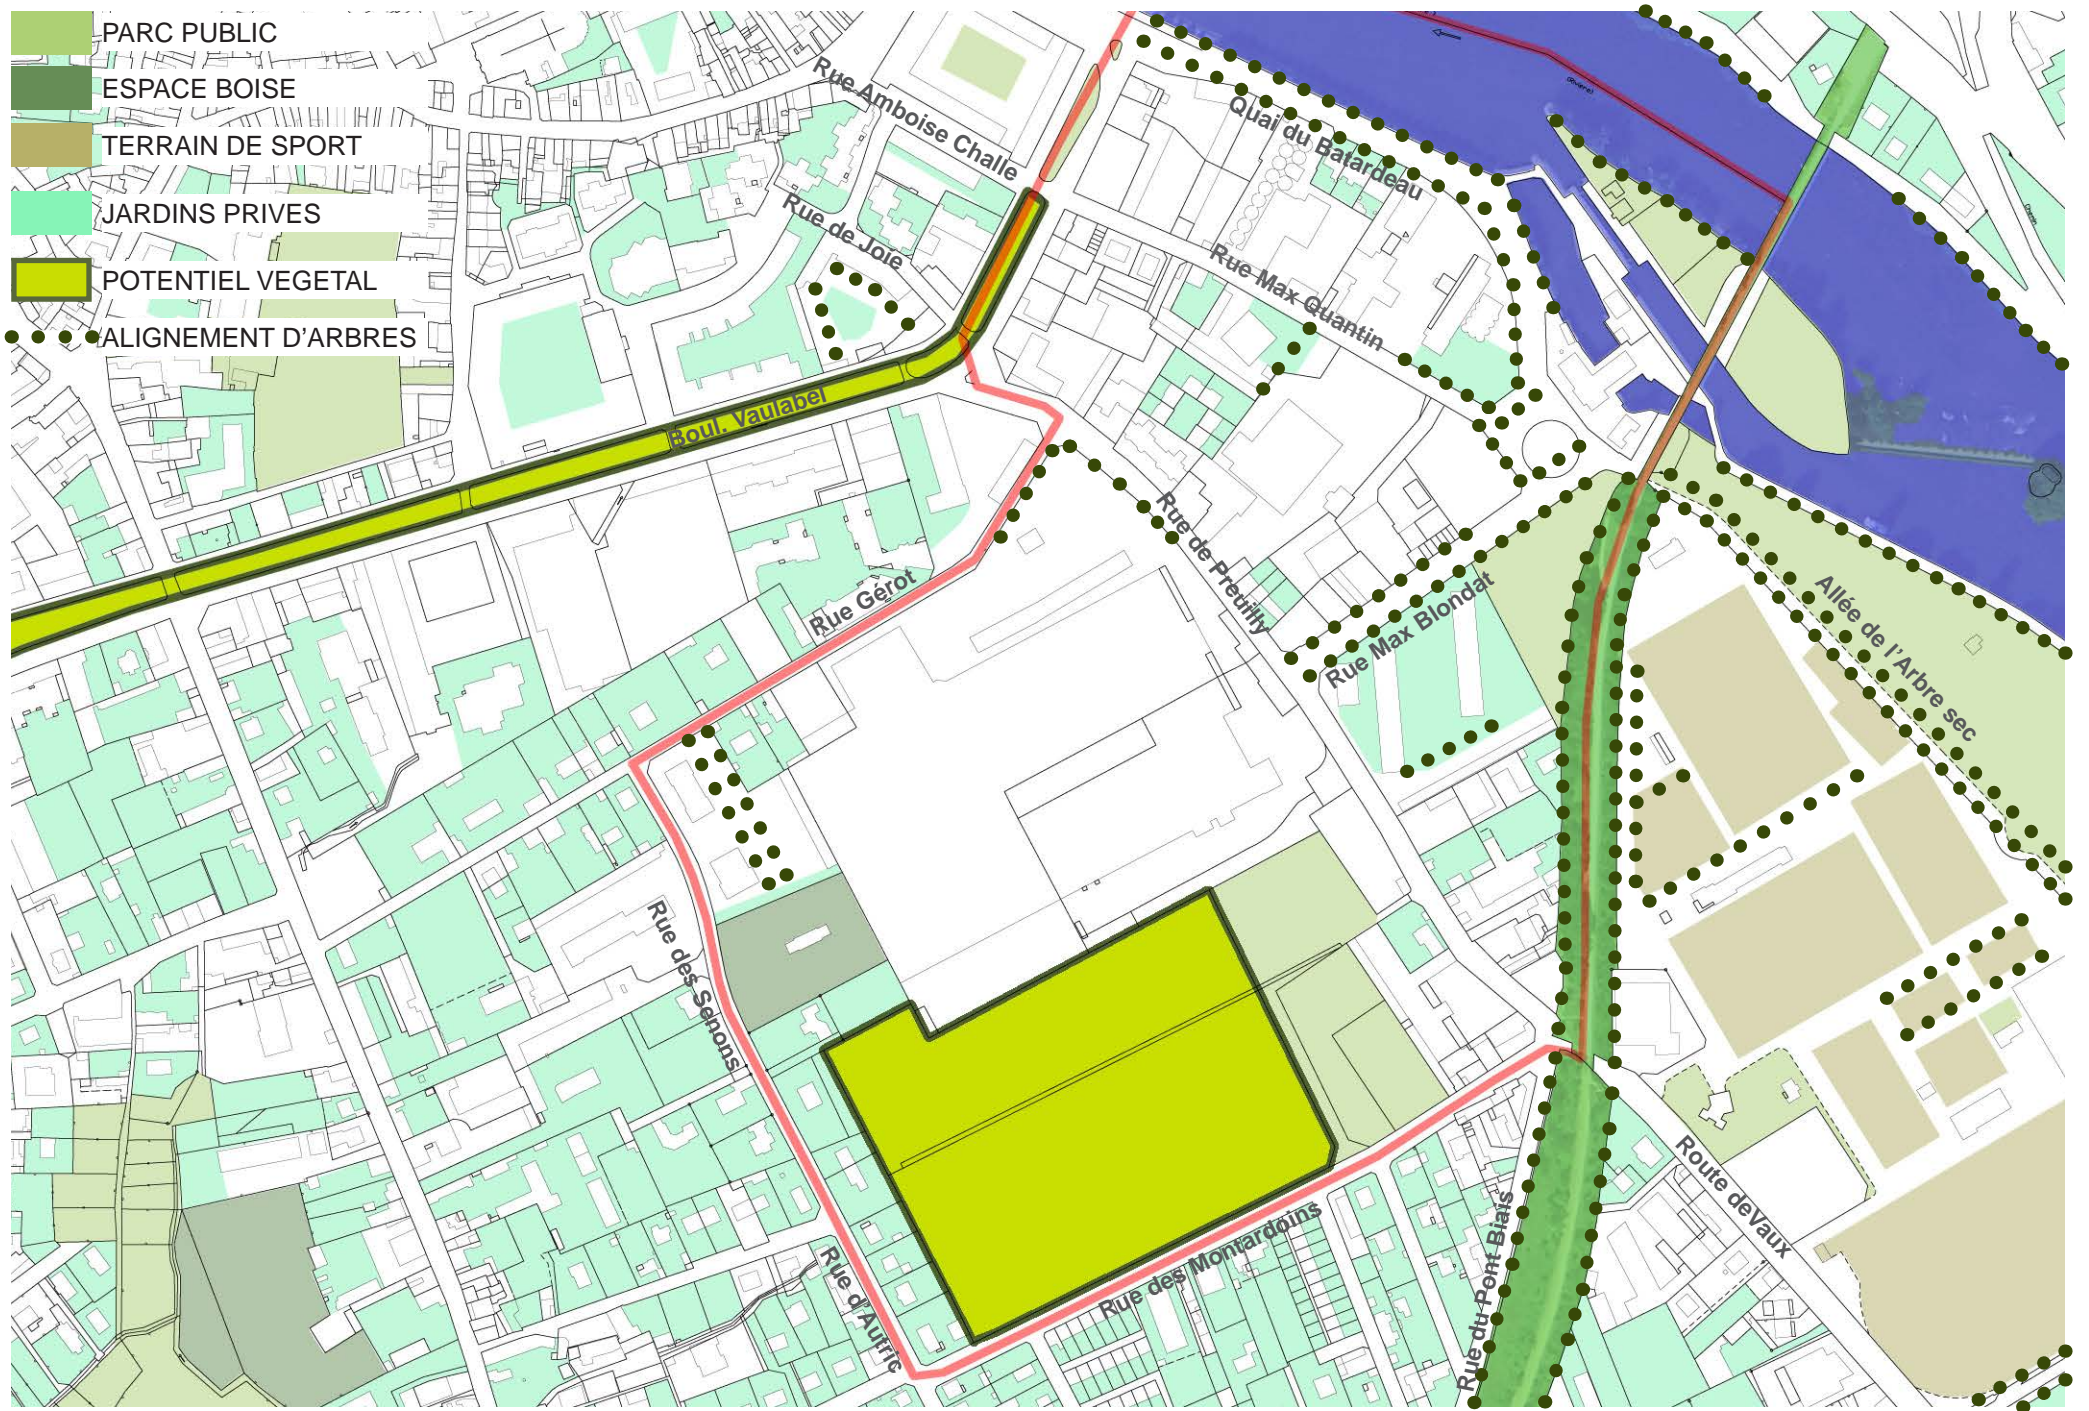 PARC PUBLIC
ESPACE BOISE
TERRAIN DE SPORT
JARDINS PRIVES
POTENTIEL VEGETAL
ALIGNEMENT D'ARBRES
Rue Amboise Challe
Quai du Batardeau
Rue de Joie
Rue Max Quantin
Boul. Vaulabel
Rue de Preuilly
Rue Gérot
Rue Max Blondat
Allée de l'Arbre sec
Rue des Senons
Rue d'Autric
Rue des Montardoins
Rue du Pont Biais
Route deVaux